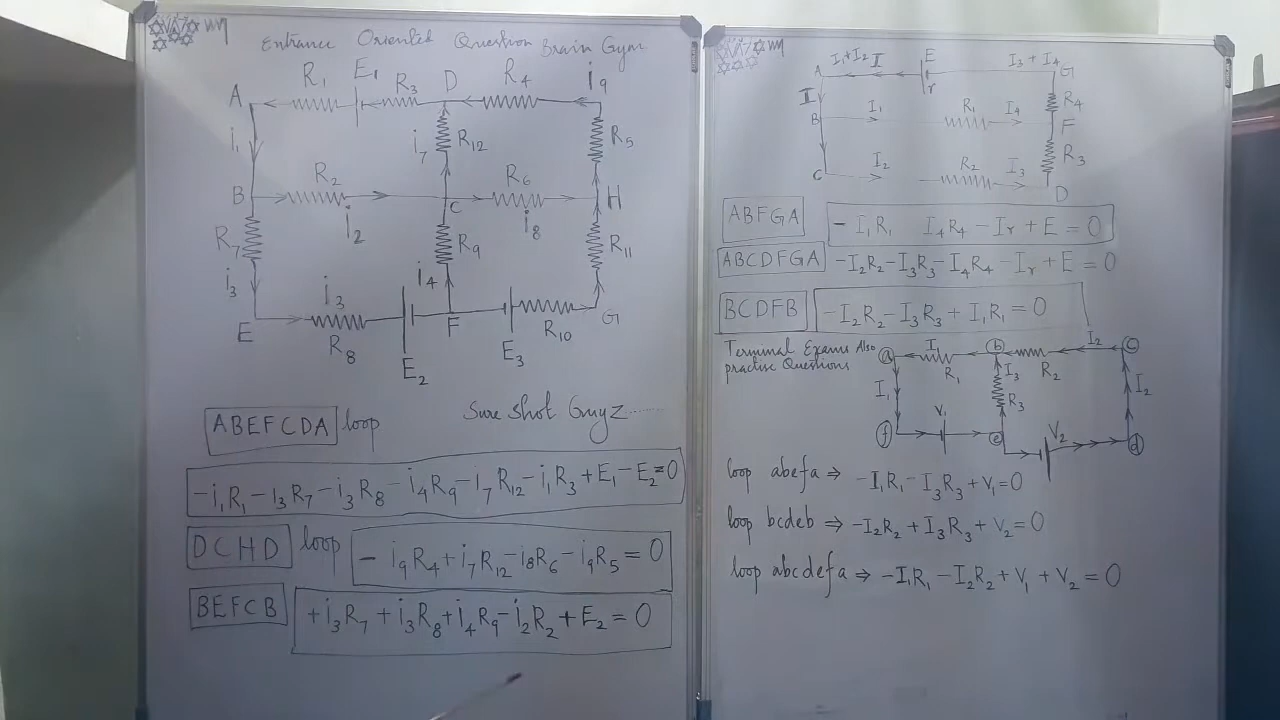 VM
Entrance Oriented Question Brain Gym
R1 E1 R3 D R4 i9
A
i1 i7 R12 R5
B R2 C R6 H
i2 i8
R7 R9 R11
i3 i3 i4
E R8 E2 F E3 R10 G
ABEFCDA loop Sure Shot Guyz........
-i1R1 - i3R7 - i3R8 - i4R9 - i7R12 - i1R3 + E1 - E2 = 0
DCHD loop - i9R4 + i7R12 - i8R6 - i9R5 = 0
BEFCB +i3R7 + i3R8 + i4R9 - i2R2 + E2 = 0
VM
A I1+I2 I E I3+I4 G
I r R4
B I1 R1 I4 F
R3
C I2 R2 I3 D
ABFGA - I1R1 I4R4 - Ir + E = 0
ABCDFGA -I2R2 - I3R3 - I4R4 - Ir + E = 0
BCDFB -I2R2 - I3R3 + I1R1 = 0
Terminal Exams Also
practise Questions
a I1 b I2 c
R1 I3 R2
I1 R3 I2
f V1 e V2 d
loop abefa ⇒ -I1R1 - I3R3 + V1 = 0
loop bcdeb ⇒ -I2R2 + I3R3 + V2 = 0
loop abcdefa ⇒ -I1R1 - I2R2 + V1 + V2 = 0